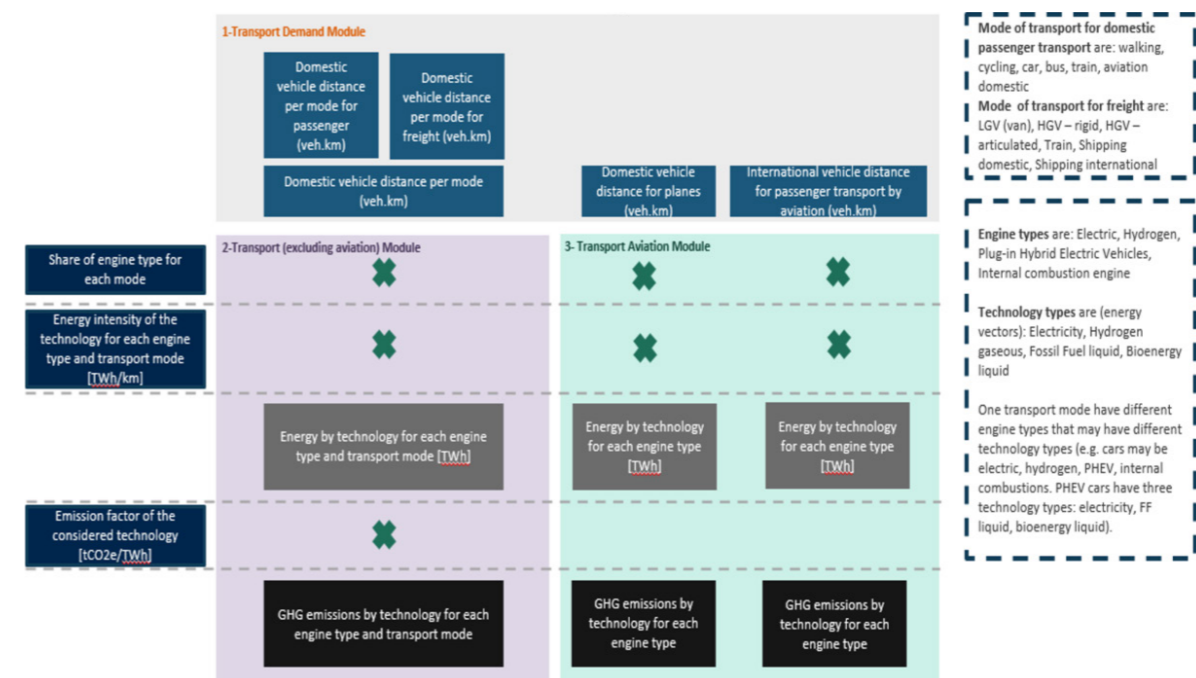 1-Transport Demand Module
Domestic
vehicle distance
per mode for
passenger
(veh.km)
Domestic
vehicle distance
per mode for
freight (veh.km)
Domestic vehicle distance per mode
(veh.km)
Domestic vehicle
distance for planes
(veh.km)
International vehicle distance
for passenger transport by
aviation (veh.km)
Mode of transport for domestic
passenger transport are: walking,
cycling, car, bus, train, aviation
domestic
Mode of transport for freight are:
LGV (van), HGV – rigid, HGV –
articulated, Train, Shipping
domestic, Shipping international
2-Transport (excluding aviation) Module
3- Transport Aviation Module
Share of engine type for
each mode
Energy intensity of the
technology for each engine
type and transport mode
[TWh/km]
Energy by technology for each engine
type and transport mode [TWh]
Energy by technology
for each engine type
[TWh]
Energy by technology
for each engine type
[TWh]
Emission factor of the
considered technology
[tCO2e/TWh]
GHG emissions by technology for each
engine type and transport mode
GHG emissions by
technology for each
engine type
GHG emissions by
technology for each
engine type
Engine types are: Electric, Hydrogen,
Plug-in Hybrid Electric Vehicles,
Internal combustion engine
Technology types are (energy
vectors): Electricity, Hydrogen
gaseous, Fossil Fuel liquid, Bioenergy
liquid
One transport mode have different
engine types that may have different
technology types (e.g. cars may be
electric, hydrogen, PHEV, internal
combustions. PHEV cars have three
technology types: electricity, FF
liquid, bioenergy liquid).